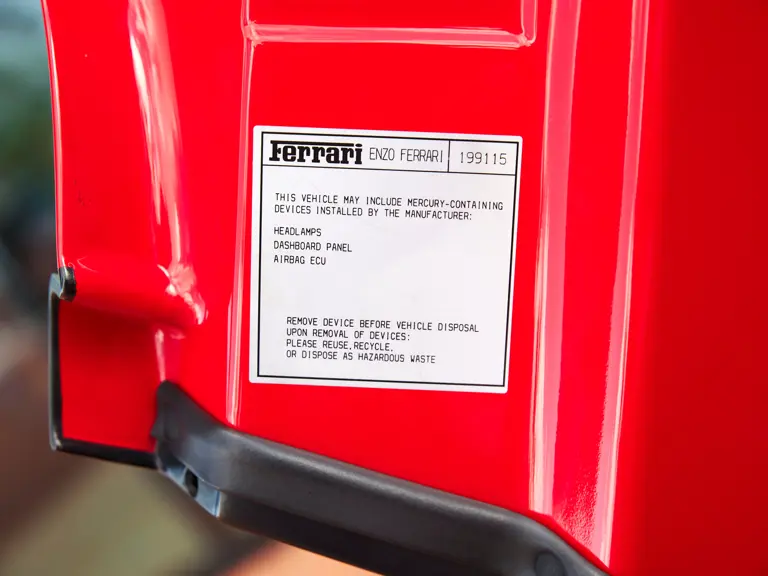 Ferrari ENZO FERRARI 199115
THIS VEHICLE MAY INCLUDE MERCURY-CONTAINING
DEVICES INSTALLED BY THE MANUFACTURER:
HEADLAMPS
DASHBOARD PANEL
AIRBAG ECU
REMOVE DEVICE BEFORE VEHICLE DISPOSAL
UPON REMOVAL OF DEVICES:
PLEASE REUSE,RECYCLE,
OR DISPOSE AS HAZARDOUS WASTE